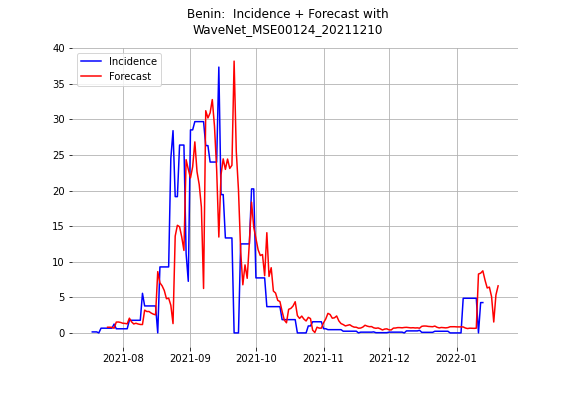 Benin:  Incidence + Forecast with
WaveNet_MSE00124_20211210
40
35
30
25
20
15
10
5
0
Incidence
Forecast
2021-08 2021-09 2021-10 2021-11 2021-12 2022-01